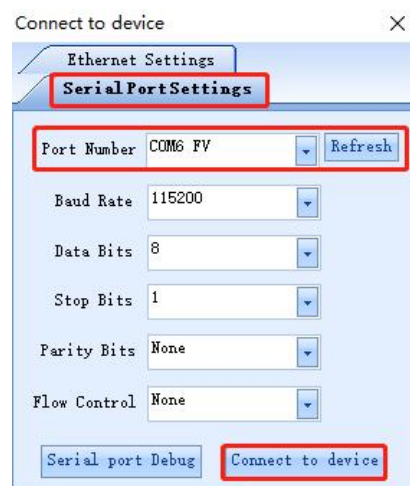 Connect to device
Ethernet Settings
SerialPortSettings
Port Number COM6 FV Refresh
Baud Rate 115200
Data Bits 8
Stop Bits 1
Parity Bits None
Flow Control None
Serial port Debug Connect to device